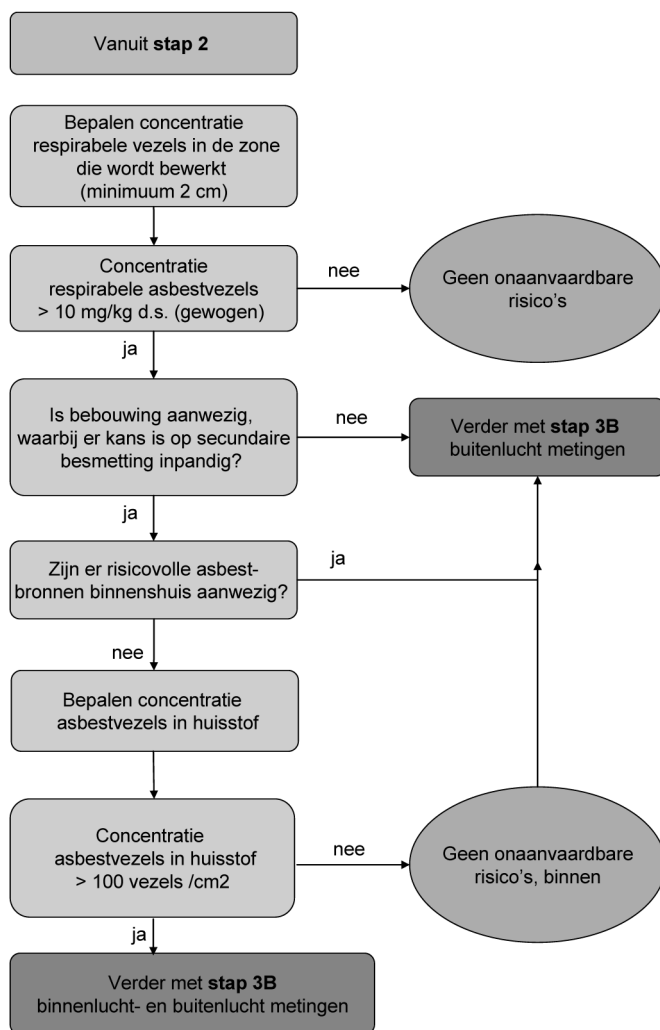 Vanuit stap 2
Bepalen concentratie
respirabele vezels in de zone
die wordt bewerkt
(minimuum 2 cm)
Concentratie
respirabele asbestvezels
> 10 mg/kg d.s. (gewogen)
nee
Geen onaanvaardbare
risico's
ja
Is bebouwing aanwezig,
waarbij er kans is op secundaire
besmetting inpandig?
nee
Verder met stap 3B
buitenlucht metingen
ja
Zijn er risicovolle asbest-
bronnen binnenshuis aanwezig?
ja
nee
Bepalen concentratie
asbestvezels in huisstof
Concentratie
asbestvezels in huisstof
> 100 vezels /cm2
nee
Geen onaanvaardbare
risico's, binnen
ja
Verder met stap 3B
binnenlucht- en buitenlucht metingen